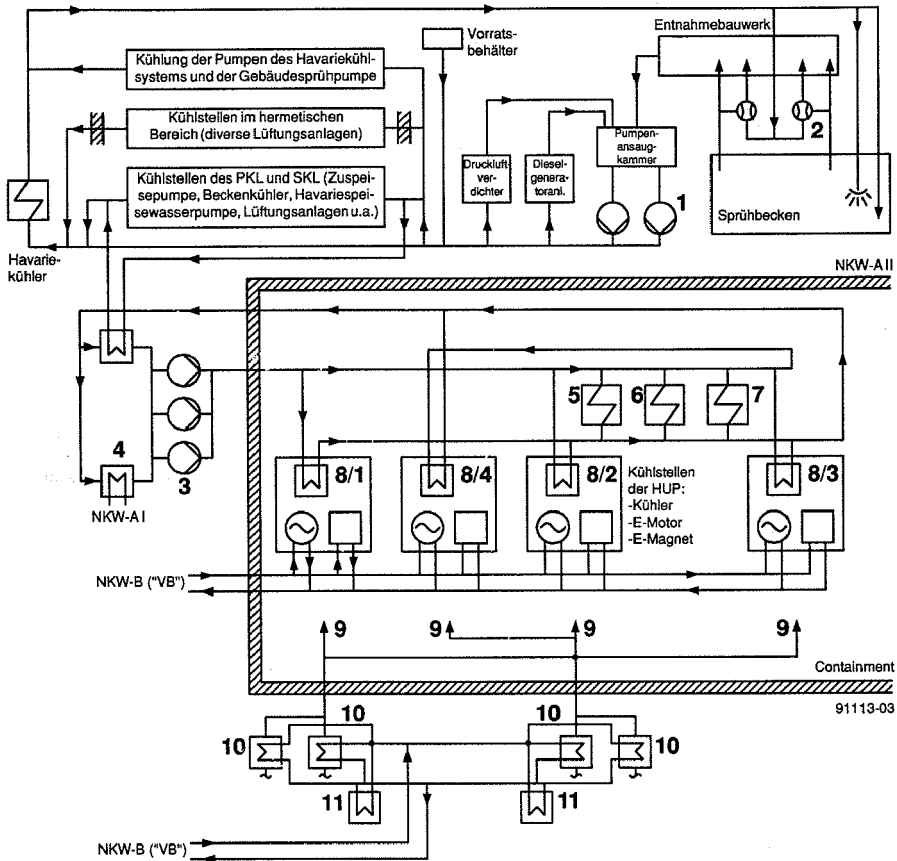 Entnahmebauwerk
Vorrats-
behälter
Kühlung der Pumpen des Havariekühl-
systems und der Gebäudesprühpumpe
Kühlstellen im hermetischen
Bereich (diverse Lüftungsanlagen)
2
Pumpen-
ansaug-
kammer
Druckluft-
ver-
dichter
Diesel-
genera-
toranl.
Kühlstellen des PKL und SKL (Zuspei-
sepumpe, Beckenkühler, Havariespei-
sewasserpumpe, Lüftungsanlagen u.a.)
1
Sprühbecken
Havarie-
kühler
NKW-AII
5
6
7
4
3
NKW-AI
8/1
8/4
8/2
8/3
Kühlstellen
der HUP:
-Kühler
-E-Motor
-E-Magnet
NKW-B ("VB")
9
9
9
9
Containment
91113-03
10
10
10
10
11
11
NKW-B ("VB")